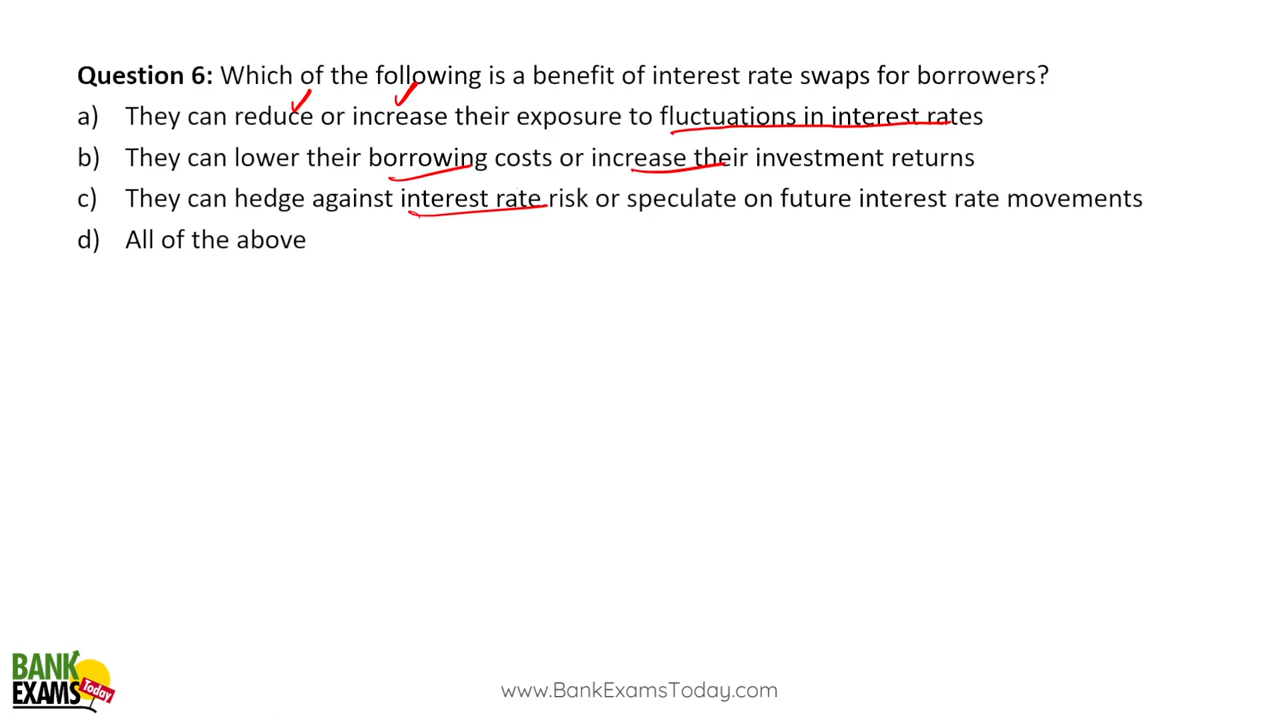 Question 6: Which of the following is a benefit of interest rate swaps for borrowers?
a) They can reduce or increase their exposure to fluctuations in interest rates
b) They can lower their borrowing costs or increase their investment returns
c) They can hedge against interest rate risk or speculate on future interest rate movements
d) All of the above
BANK
EXAMS
Today
www.BankExamsToday.com